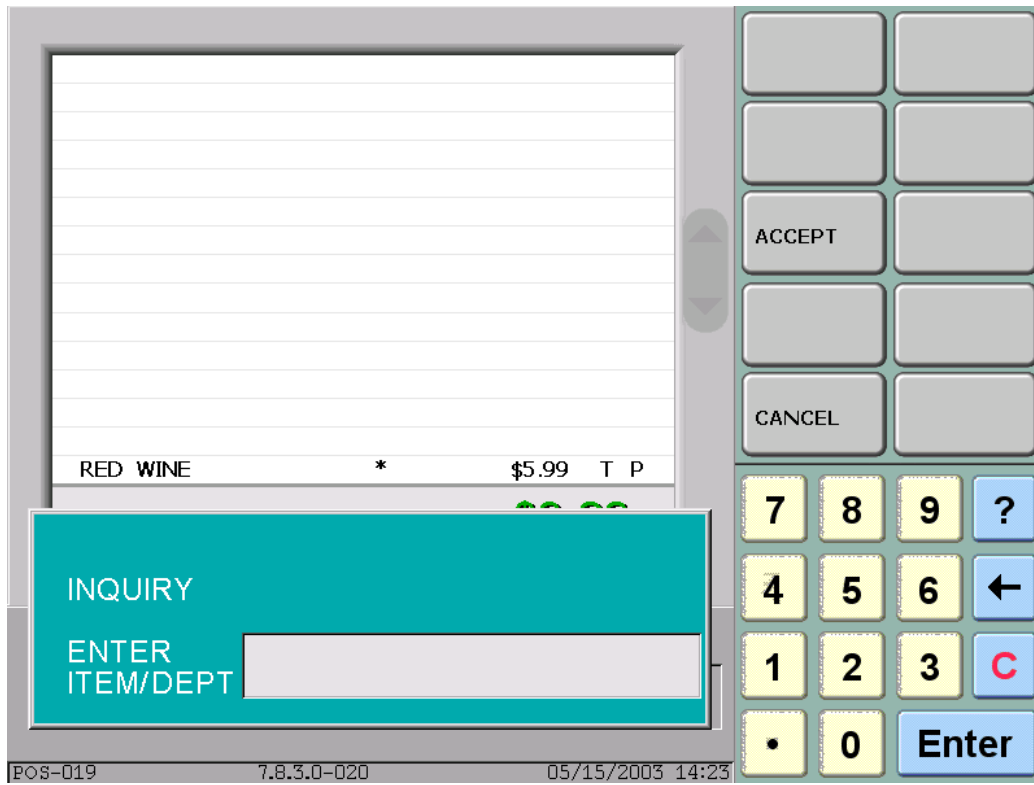 ACCEPT
CANCEL
RED WINE * $5.99 T P
INQUIRY
ENTER
ITEM/DEPT
7 8 9 ?
4 5 6 ←
1 2 3 C
. 0 Enter
POS-019 7.8.3.0-020 05/15/2003 14:23